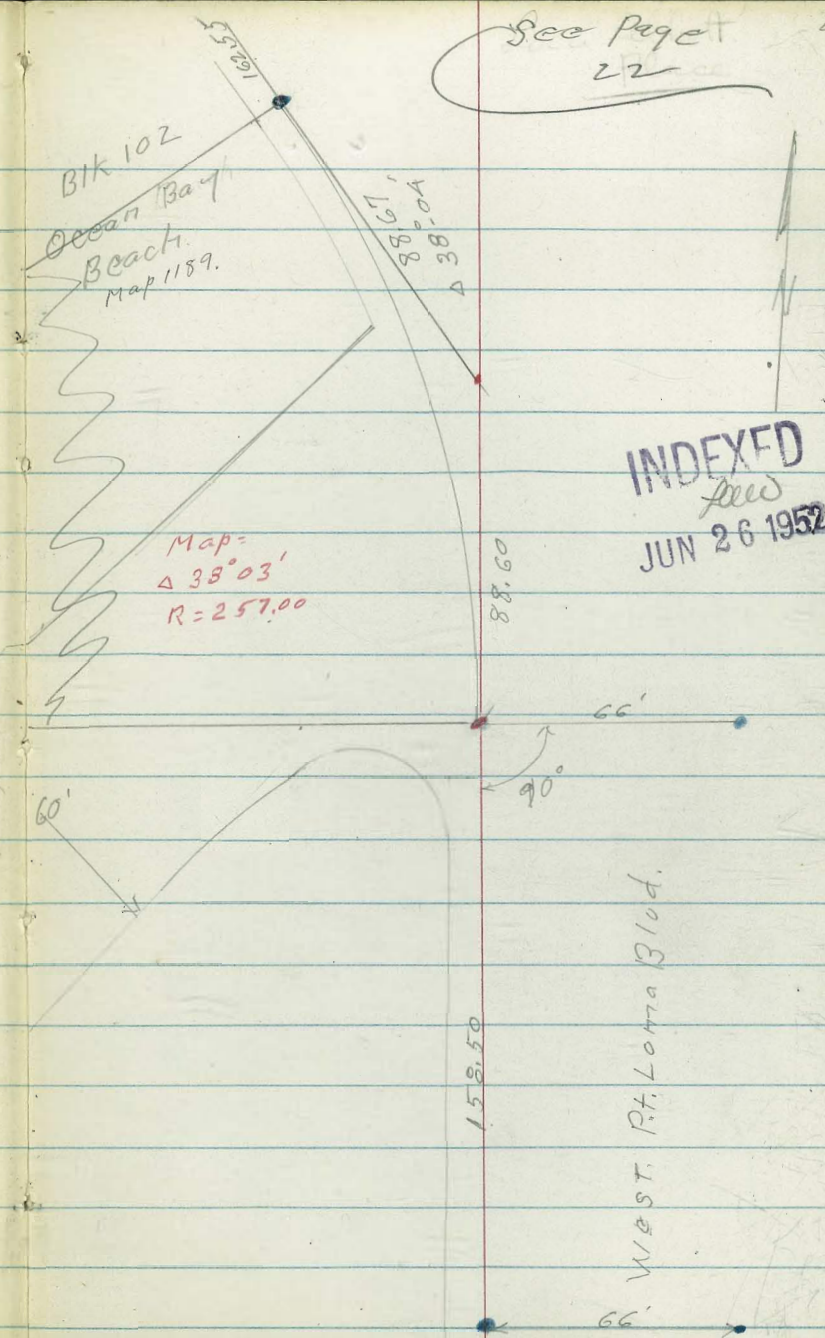 See Page
22
162.55
Blk 102
Ocean Bay
Beach
Map 1189.
88.67'
Δ 38°-04'
N
INDEXED
JUN 26 1952
Map=
Δ 38°03'
R=257.00
88.60
66'
90°
60'
158.50
West. Pt. Loma Blvd.
66'